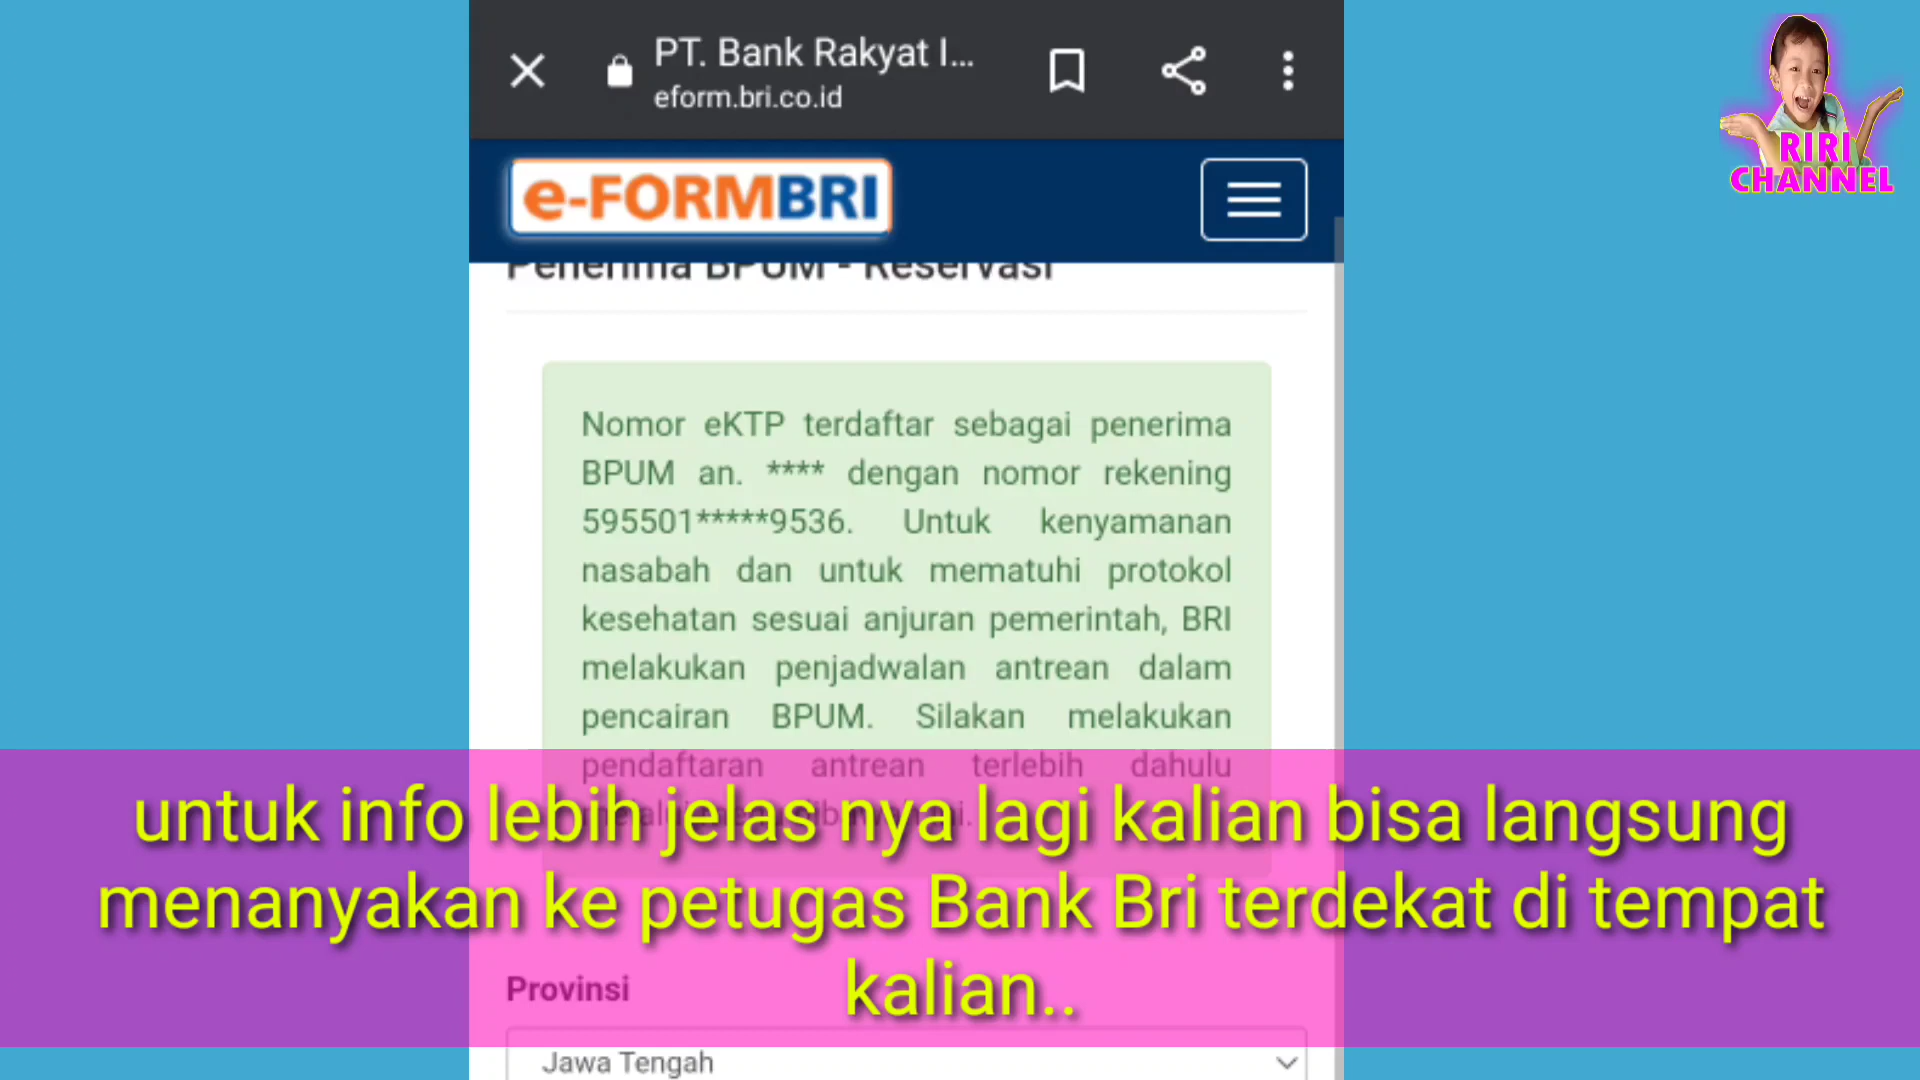 PT. Bank Rakyat I...
eform.bri.co.id
RIRI
CHANNEL
e-FORMBRI
Penerima BPUM - Reservasi
Nomor eKTP terdaftar sebagai penerima
BPUM an. **** dengan nomor rekening
595501*****9536. Untuk kenyamanan
nasabah dan untuk mematuhi protokol
kesehatan sesuai anjuran pemerintah, BRI
melakukan penjadwalan antrean dalam
pencairan BPUM. Silakan melakukan
pendaftaran antrean terlebih dahulu
untuk info lebih jelas nya lagi kalian bisa langsung
menanyakan ke petugas Bank Bri terdekat di tempat
kalian..
Provinsi
Jawa Tengah